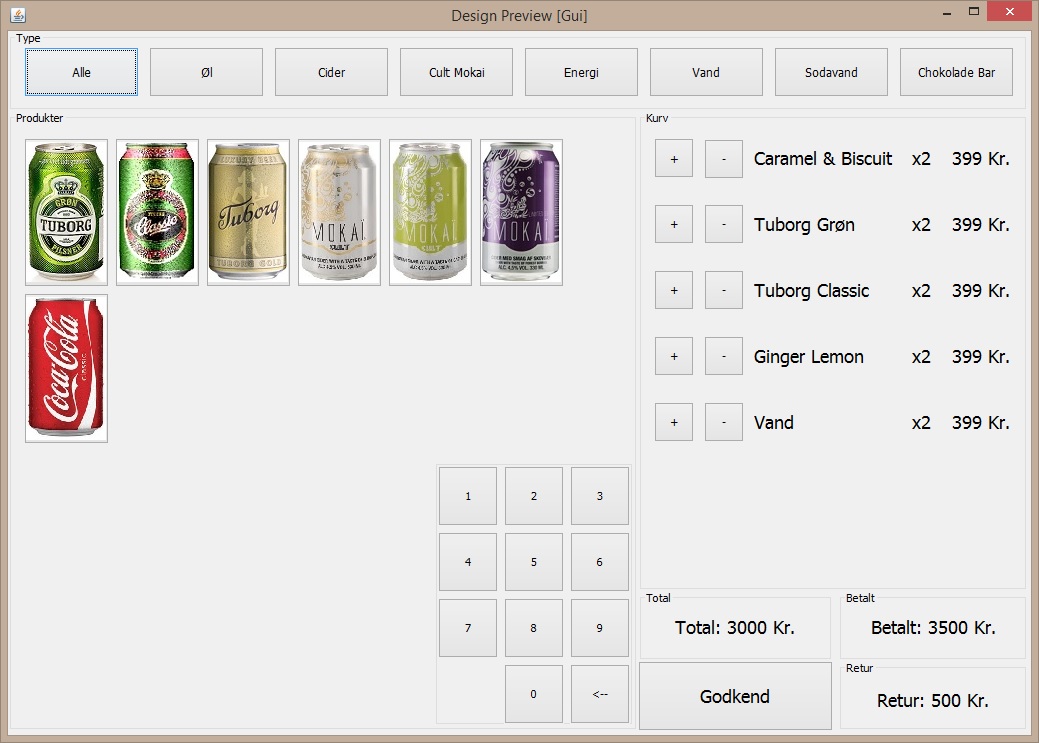 Design Preview [Gui]
Type
Alle
Øl
Cider
Cult Mokai
Energi
Vand
Sodavand
Chokolade Bar
Produkter
GRØN
TUBORG
PILSNER
TUBORG
Classic
LUXURY BEER
Tuborg
TUBORG GOLD
MOKAÏ
CULT
MOKAÏ
CULT
MOKAÏ
Coca-Cola
CLASSIC
1
2
3
4
5
6
7
8
9
0
<--
Kurv
+ - Caramel & Biscuit x2 399 Kr.
+ - Tuborg Grøn x2 399 Kr.
+ - Tuborg Classic x2 399 Kr.
+ - Ginger Lemon x2 399 Kr.
+ - Vand x2 399 Kr.
Total
Total: 3000 Kr.
Betalt
Betalt: 3500 Kr.
Godkend
Retur
Retur: 500 Kr.